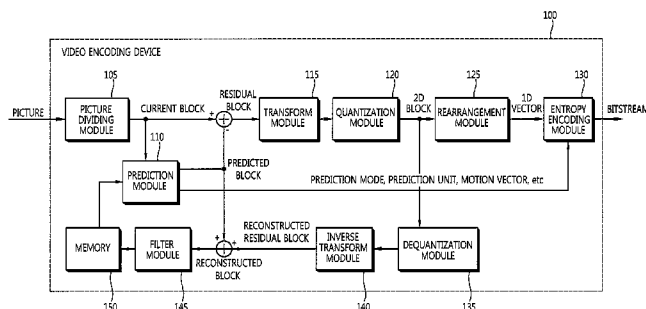 100
VIDEO ENCODING DEVICE
105
115
120
125
130
PICTURE
PICTURE
DIVIDING
MODULE
CURRENT BLOCK
+
-
RESIDUAL
BLOCK
TRANSFORM
MODULE
QUANTIZATION
MODULE
2D
BLOCK
REARRANGEMENT
MODULE
1D
VECTOR
ENTROPY
ENCODING
MODULE
BITSTREAM
110
PREDICTION
MODULE
PREDICTED
BLOCK
PREDICTION MODE, PREDICTION UNIT, MOTION VECTOR, etc
MEMORY
FILTER
MODULE
+
+
RECONSTRUCTED
BLOCK
RECONSTRUCTED
RESIDUAL BLOCK
INVERSE
TRANSFORM
MODULE
DEQUANTIZATION
MODULE
150
145
140
135